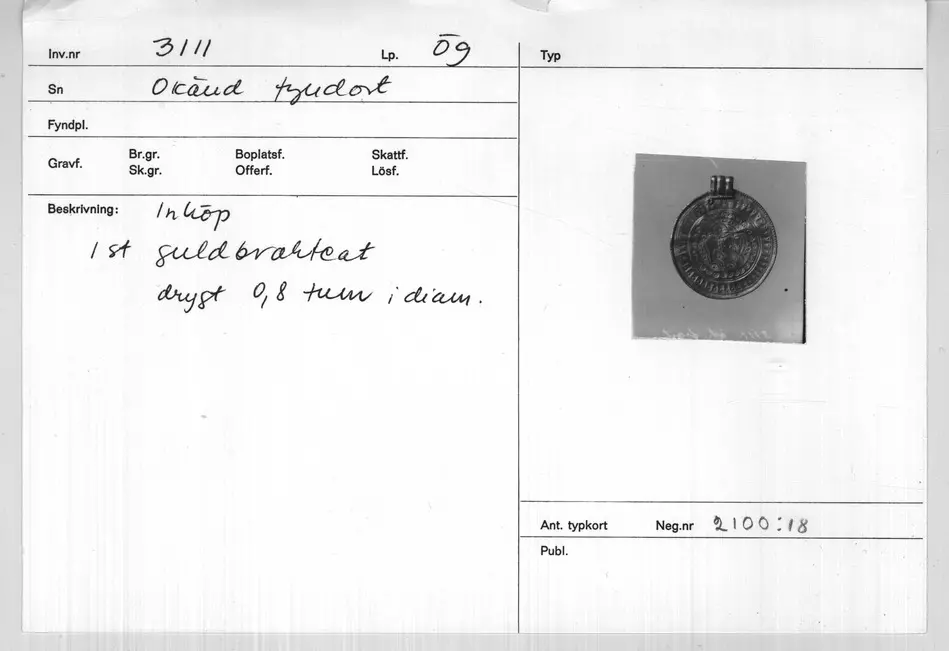 Inv.nr 3111 Lp. Ög
Sn Okänd fyndort
Fyndpl.
Gravf. Br.gr. Boplatsf. Skattf.
Sk.gr. Offerf. Lösf.
Beskrivning: Inköp
1 st guldbrakteat
drygt 0,8 tum i diam.
Typ
Ant. typkort Neg.nr 2100:18
Publ.